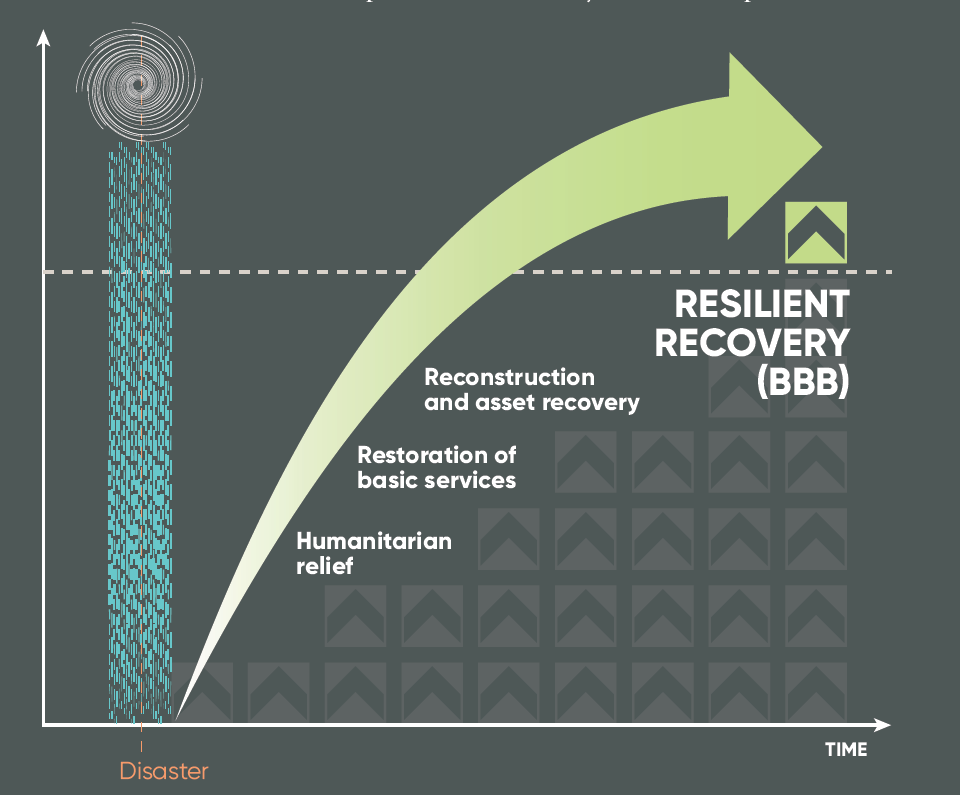 RESILIENT
RECOVERY
(BBB)
Reconstruction
and asset recovery
Restoration of
basic services
Humanitarian
relief
TIME
Disaster